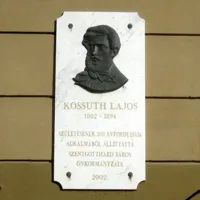 KOSSUTH LAJOS
1802 - 1894
SZÜLETÉSÉNEK 200. ÉVFORDULÓJA
ALKALMÁBÓL ÁLLÍTTATTA
SZENTGOTTHÁRD VÁROS
ÖNKORMÁNYZATA
2002